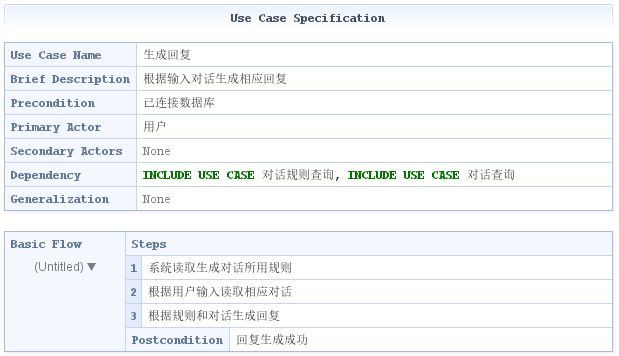 Use Case Specification
Use Case Name 生成回复
Brief Description 根据输入对话生成相应回复
Precondition 已连接数据库
Primary Actor 用户
Secondary Actors None
Dependency INCLUDE USE CASE 对话规则查询, INCLUDE USE CASE 对话查询
Generalization None
Basic Flow Steps
(Untitled) ▼
1 系统读取生成对话所用规则
2 根据用户输入读取相应对话
3 根据规则和对话生成回复
Postcondition 回复生成成功